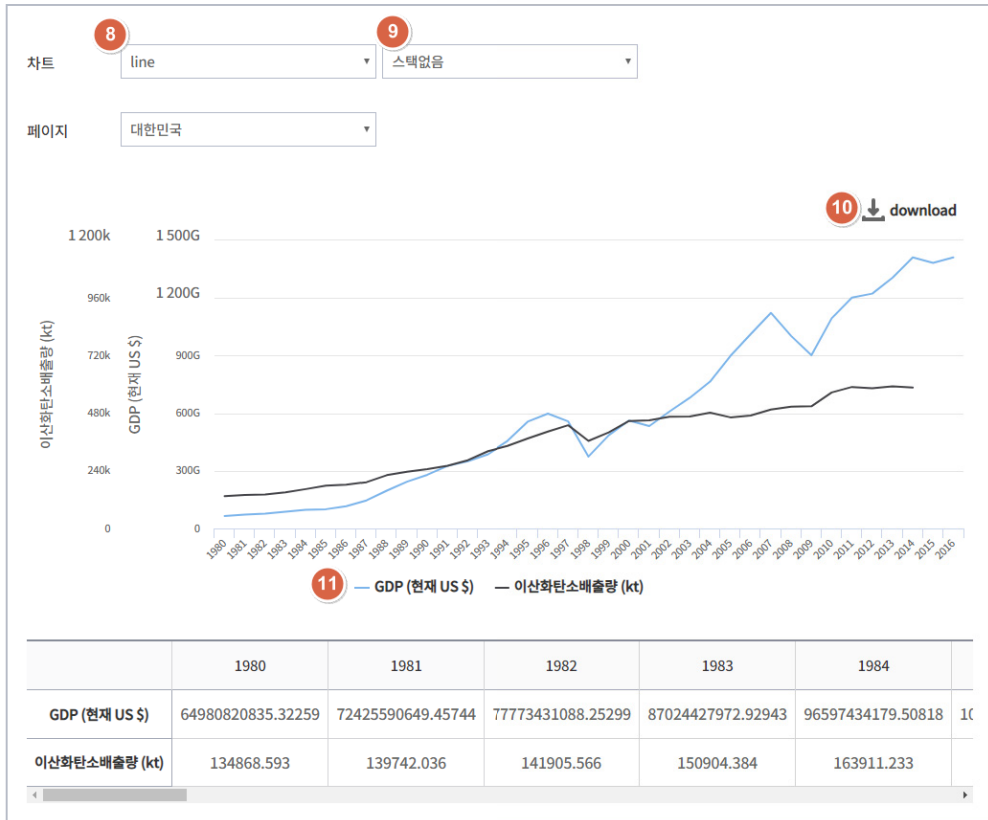 8 9
차트 line 스택없음
페이지 대한민국
10 download
1 200k 1 500G
960k 1 200G
720k 900G
480k 600G
240k 300G
0 0
이산화탄소배출량 (kt)
GDP (현재 US $)
1980 1981 1982 1983 1984 1985 1986 1987 1988 1989 1990 1991 1992 1993 1994 1995 1996 1997 1998 1999 2000 2001 2002 2003 2004 2005 2006 2007 2008 2009 2010 2011 2012 2013 2014 2015 2016
11 GDP (현재 US $) 이산화탄소배출량 (kt)
1980 1981 1982 1983 1984
GDP (현재 US $) 64980820835.32259 72425590649.45744 77773431088.25299 87024427972.92943 96597434179.50818 10
이산화탄소배출량 (kt) 134868.593 139742.036 141905.566 150904.384 163911.233